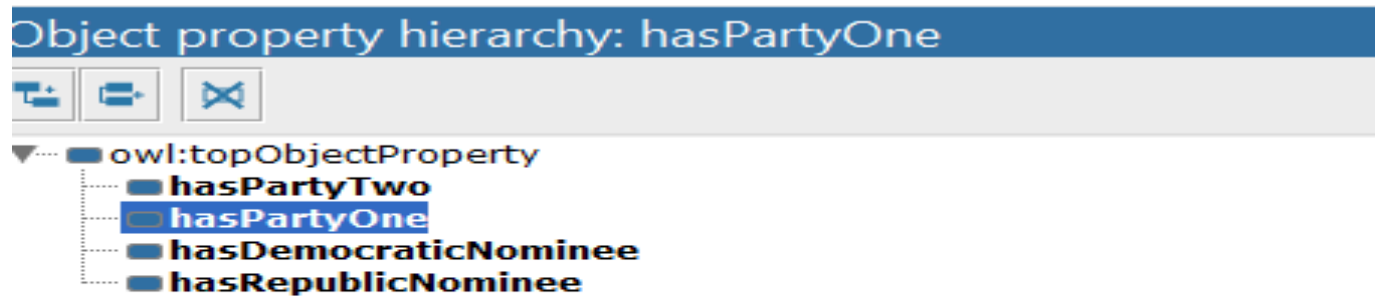 Object property hierarchy: hasPartyOne
owl:topObjectProperty
hasPartyTwo
hasPartyOne
hasDemocraticNominee
hasRepublicNominee